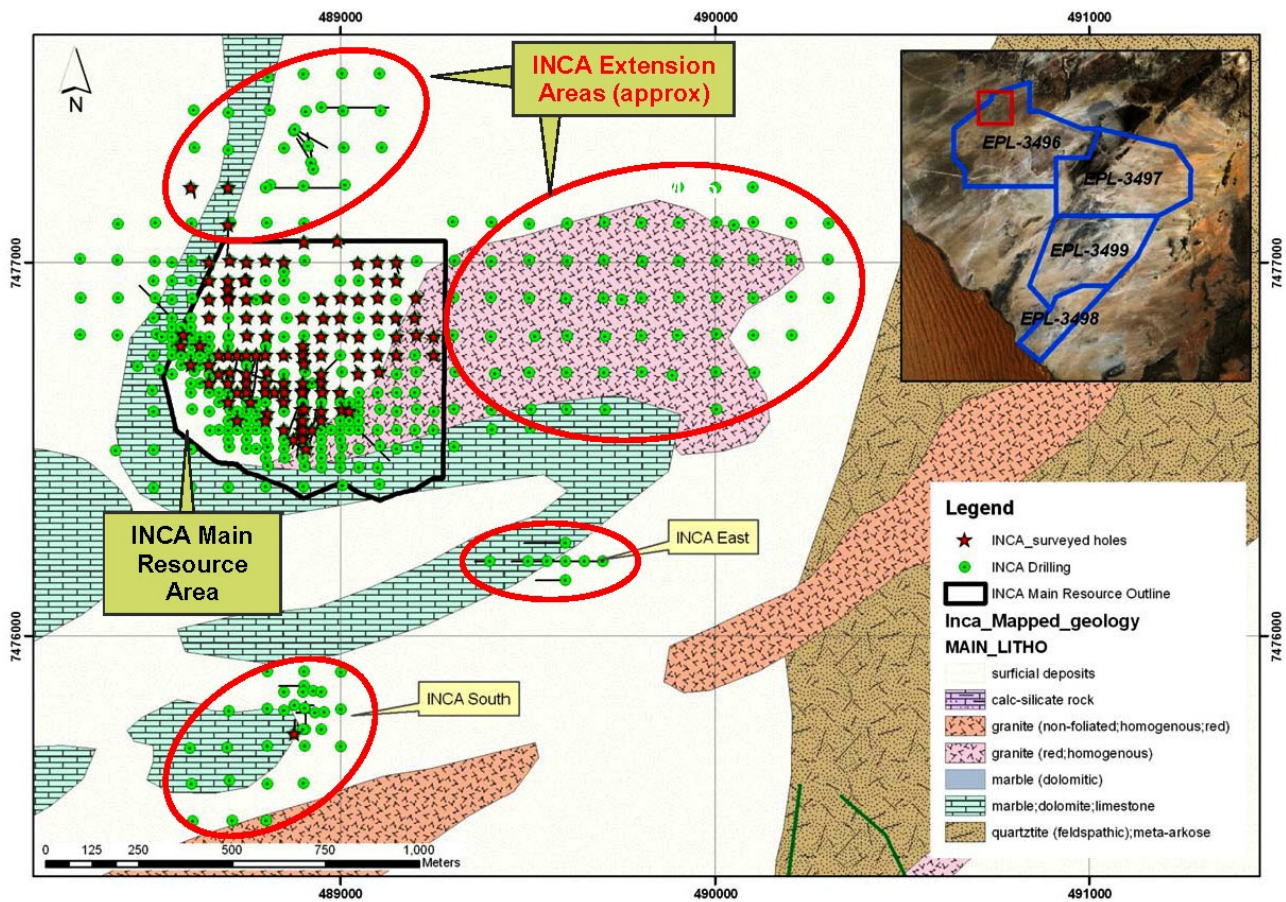 489000
490000
491000
INCA Extension
Areas (approx)
N
EPL-3496
EPL-3497
EPL-3499
EPL-3498
7477000
7477000
INCA Main
Resource
Area
INCA East
INCA South
7476000
7476000
Legend
INCA_surveyed holes
INCA Drilling
INCA Main Resource Outline
Inca_Mapped_geology
MAIN_LITHO
surficial deposits
calc-silicate rock
granite (non-foliated;homogenous;red)
granite (red;homogenous)
marble (dolomitic)
marble;dolomite;limestone
quartztite (feldspathic);meta-arkose
0 125 250 500 750 1,000
Meters
489000
490000
491000